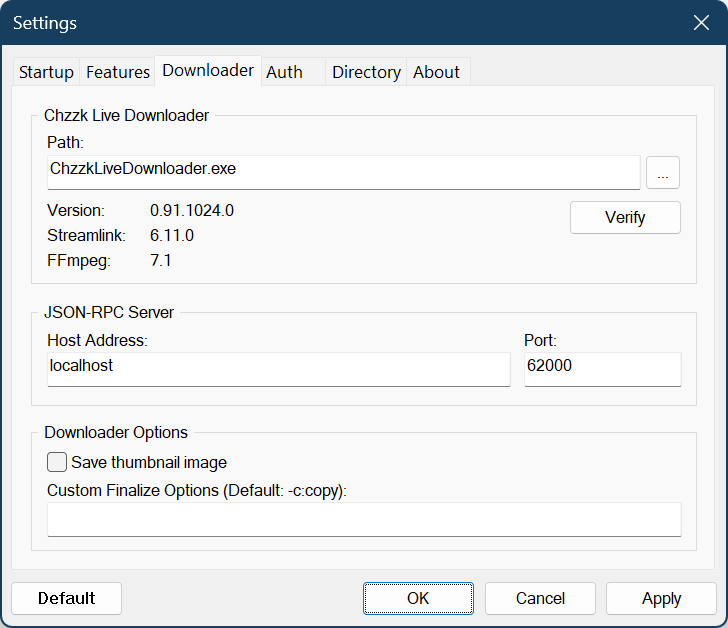 Settings
Startup Features Downloader Auth Directory About
Chzzk Live Downloader
Path:
ChzzkLiveDownloader.exe
...
Version: 0.91.1024.0
Verify
Streamlink: 6.11.0
FFmpeg: 7.1
JSON-RPC Server
Host Address: Port:
localhost 62000
Downloader Options
Save thumbnail image
Custom Finalize Options (Default: -c:copy):
Default OK Cancel Apply